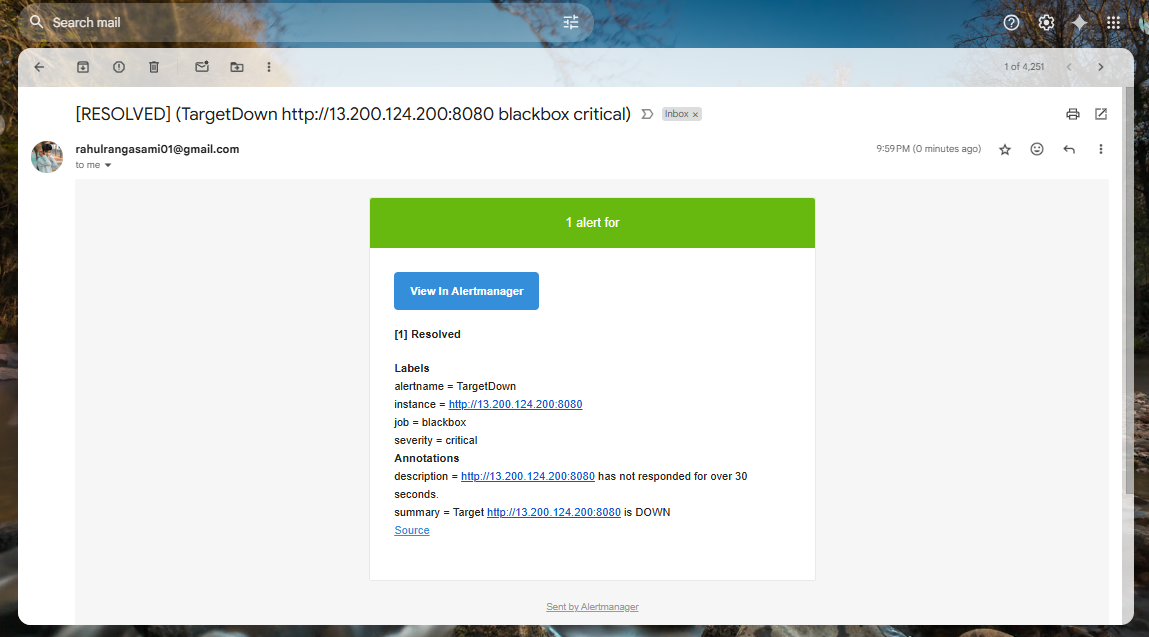 Search mail
1 of 4,251
[RESOLVED] (TargetDown http://13.200.124.200:8080 blackbox critical)
Inbox ×
rahulrangasami01@gmail.com
9:59 PM (0 minutes ago)
to me
1 alert for
View In Alertmanager
[1] Resolved
Labels
alertname = TargetDown
instance = http://13.200.124.200:8080
job = blackbox
severity = critical
Annotations
description = http://13.200.124.200:8080 has not responded for over 30
seconds.
summary = Target http://13.200.124.200:8080 is DOWN
Source
Sent by Alertmanager